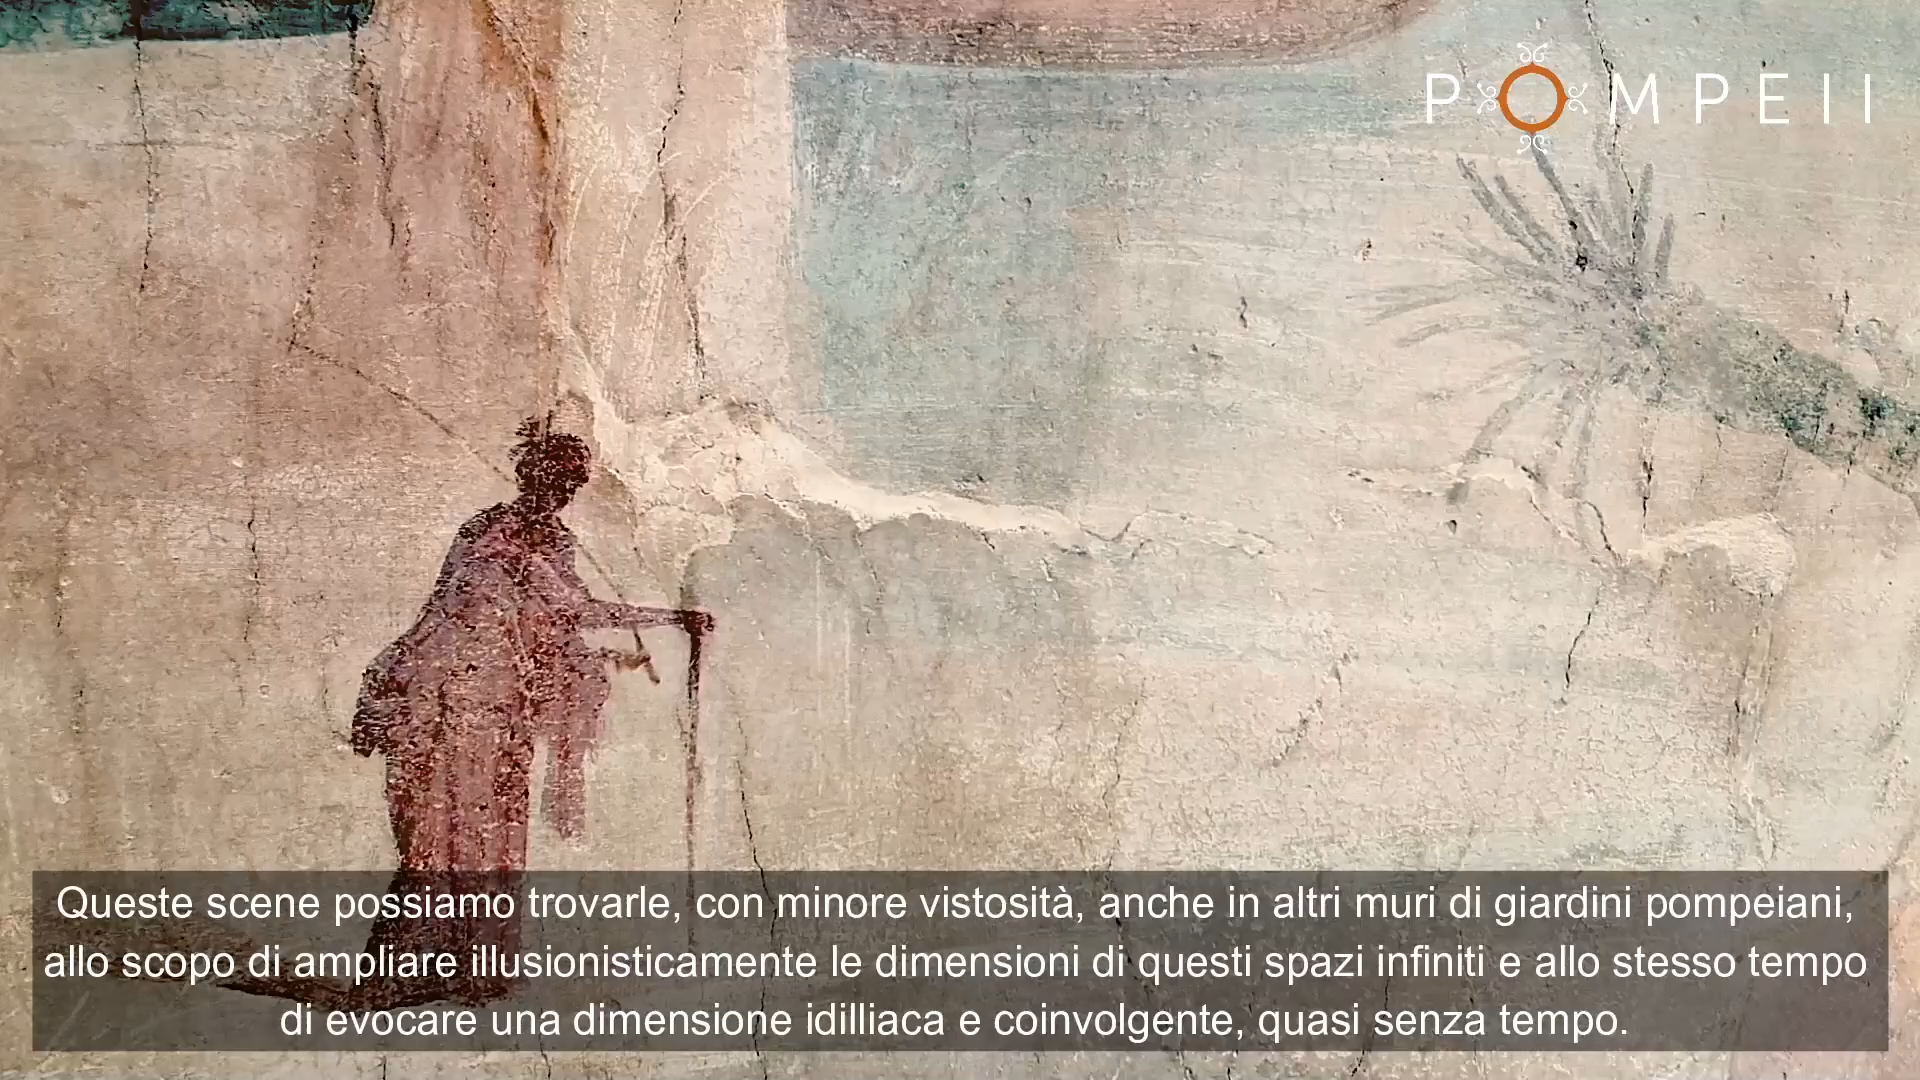 POMPEII
Queste scene possiamo trovarle, con minore vistosità, anche in altri muri di giardini pompeiani,
allo scopo di ampliare illusionisticamente le dimensioni di questi spazi infiniti e allo stesso tempo
di evocare una dimensione idilliaca e coinvolgente, quasi senza tempo.